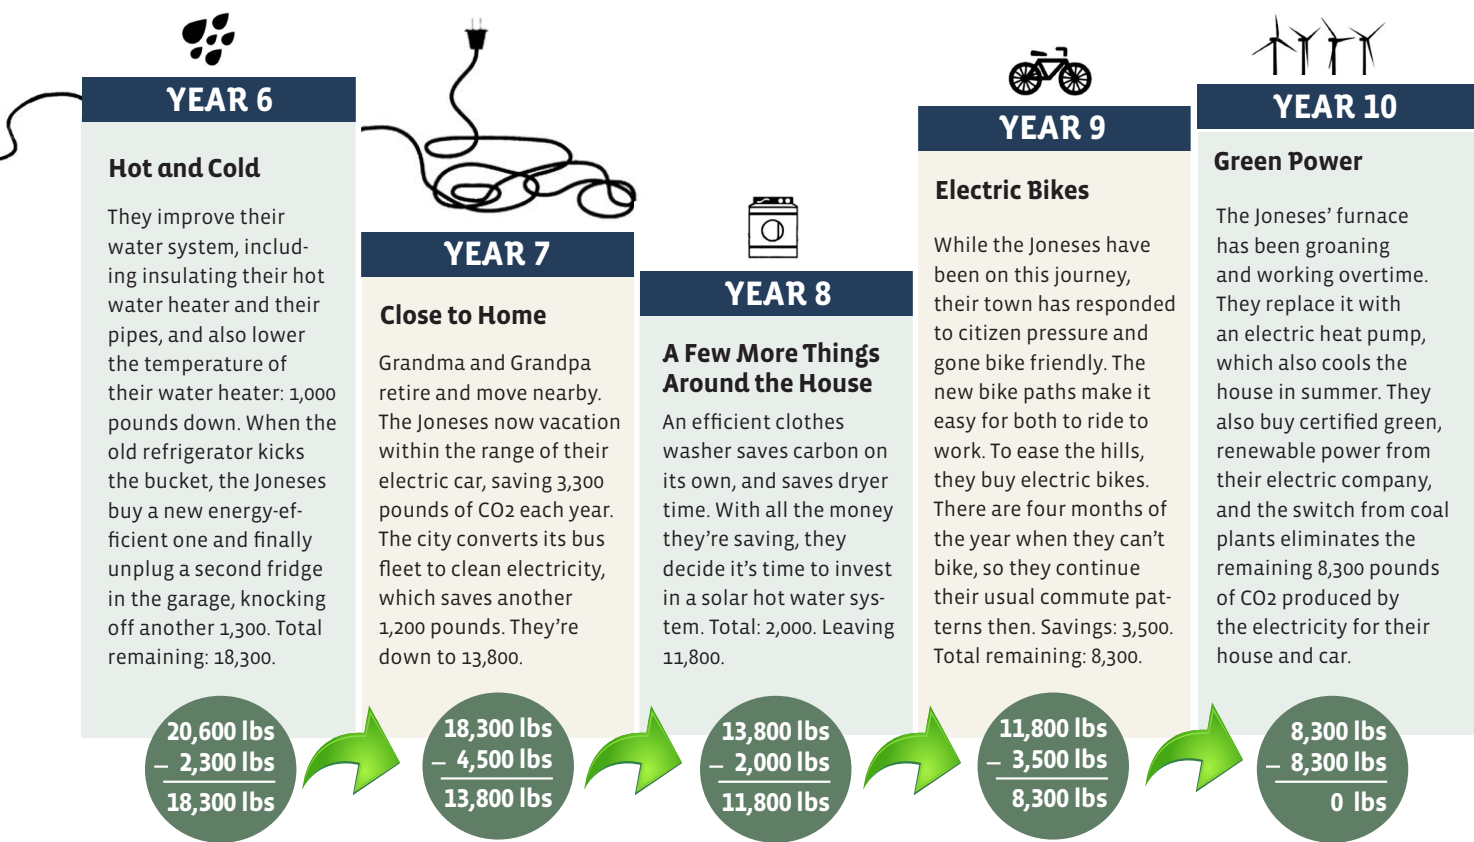 YEAR 6
Hot and Cold
They improve their
water system, includ-
ing insulating their hot
water heater and their
pipes, and also lower
the temperature of
their water heater: 1,000
pounds down. When the
old refrigerator kicks
the bucket, the Joneses
buy a new energy-ef-
ficient one and finally
unplug a second fridge
in the garage, knocking
off another 1,300. Total
remaining: 18,300.
20,600 lbs
– 2,300 lbs
18,300 lbs
YEAR 7
Close to Home
Grandma and Grandpa
retire and move nearby.
The Joneses now vacation
within the range of their
electric car, saving 3,300
pounds of CO2 each year.
The city converts its bus
fleet to clean electricity,
which saves another
1,200 pounds. They’re
down to 13,800.
18,300 lbs
– 4,500 lbs
13,800 lbs
YEAR 8
A Few More Things
Around the House
An efficient clothes
washer saves carbon on
its own, and saves dryer
time. With all the money
they’re saving, they
decide it’s time to invest
in a solar hot water sys-
tem. Total: 2,000. Leaving
11,800.
13,800 lbs
– 2,000 lbs
11,800 lbs
YEAR 9
Electric Bikes
While the Joneses have
been on this journey,
their town has responded
to citizen pressure and
gone bike friendly. The
new bike paths make it
easy for both to ride to
work. To ease the hills,
they buy electric bikes.
There are four months of
the year when they can’t
bike, so they continue
their usual commute pat-
terns then. Savings: 3,500.
Total remaining: 8,300.
11,800 lbs
– 3,500 lbs
8,300 lbs
YEAR 10
Green Power
The Joneses’ furnace
has been groaning
and working overtime.
They replace it with
an electric heat pump,
which also cools the
house in summer. They
also buy certified green,
renewable power from
their electric company,
and the switch from coal
plants eliminates the
remaining 8,300 pounds
of CO2 produced by
the electricity for their
house and car.
8,300 lbs
– 8,300 lbs
0 lbs